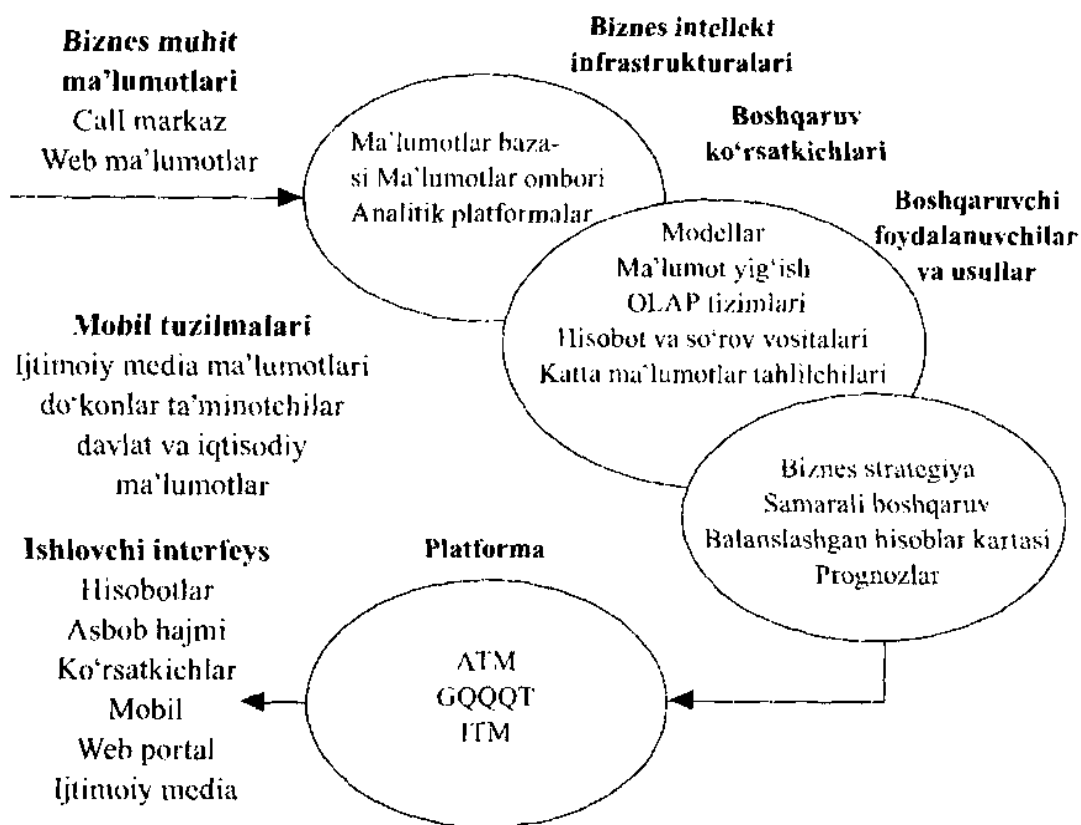 Biznes muhit
ma'lumotlari
Call markaz
Web ma'lumotlar
Biznes intellekt
infrastrukturalari
Ma'lumotlar baza-
si Ma'lumotlar ombori
Analitik platformalar
Boshqaruv
ko‘rsatkichlari
Modellar
Ma'lumot yig‘ish
OLAP tizimlari
Hisobot va so‘rov vositalari
Katta ma'lumotlar tahlilchilari
Boshqaruvchi
foydalanuvchilar
va usullar
Mobil tuzilmalari
Ijtimoiy media ma'lumotlari
do‘konlar ta'minotchilar
davlat va iqtisodiy
ma'lumotlar
Biznes strategiya
Samarali boshqaruv
Balanslashgan hisoblar kartasi
Prognozlar
Platforma
ATM
GQQQT
ITM
Ishlovchi interfeys
Hisobotlar
Asbob hajmi
Ko‘rsatkichlar
Mobil
Web portal
Ijtimoiy media